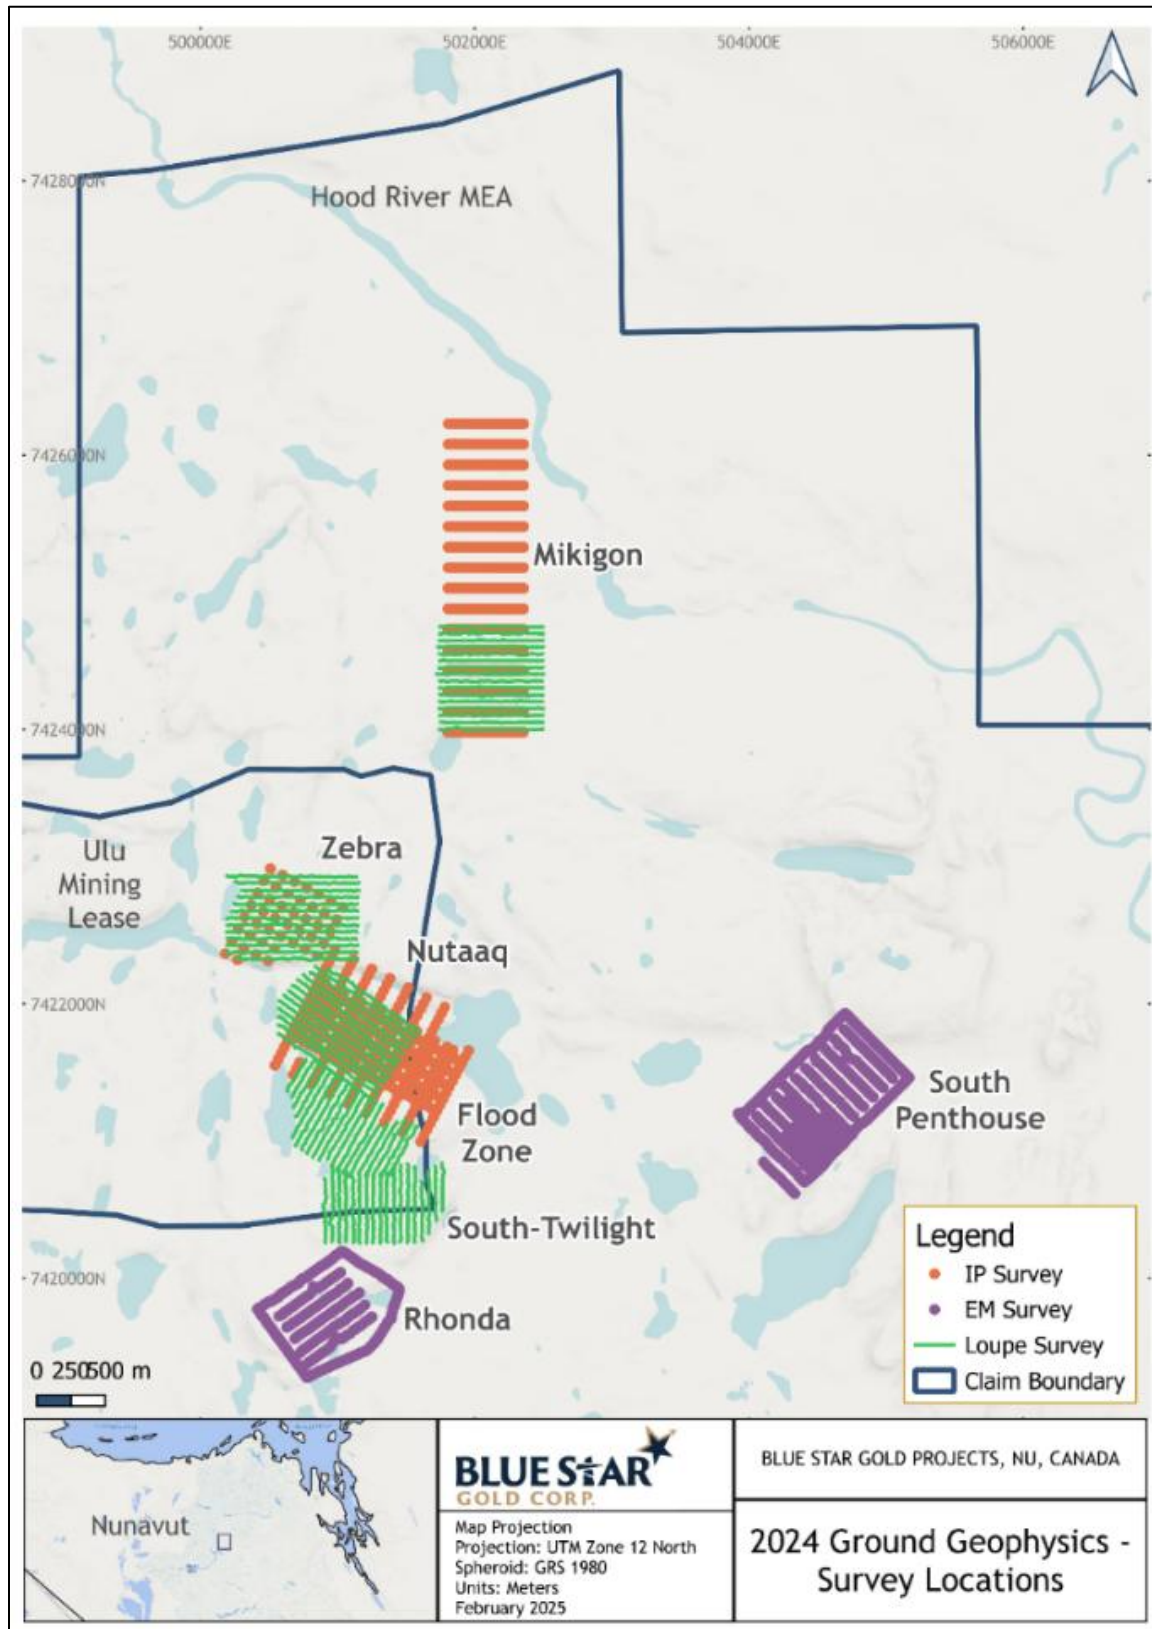 500000E
502000E
504000E
506000E
7428000N
Hood River MEA
7426000N
Mikigon
7424000N
Ulu
Mining
Lease
Zebra
Nutaaq
7422000N
South
Penthouse
Flood
Zone
South-Twilight
7420000N
Rhonda
Legend
IP Survey
EM Survey
Loupe Survey
Claim Boundary
0 250 500 m
Nunavut
BLUE STAR
GOLD CORP.
Map Projection
Projection: UTM Zone 12 North
Spheroid: GRS 1980
Units: Meters
February 2025
BLUE STAR GOLD PROJECTS, NU, CANADA
2024 Ground Geophysics -
Survey Locations